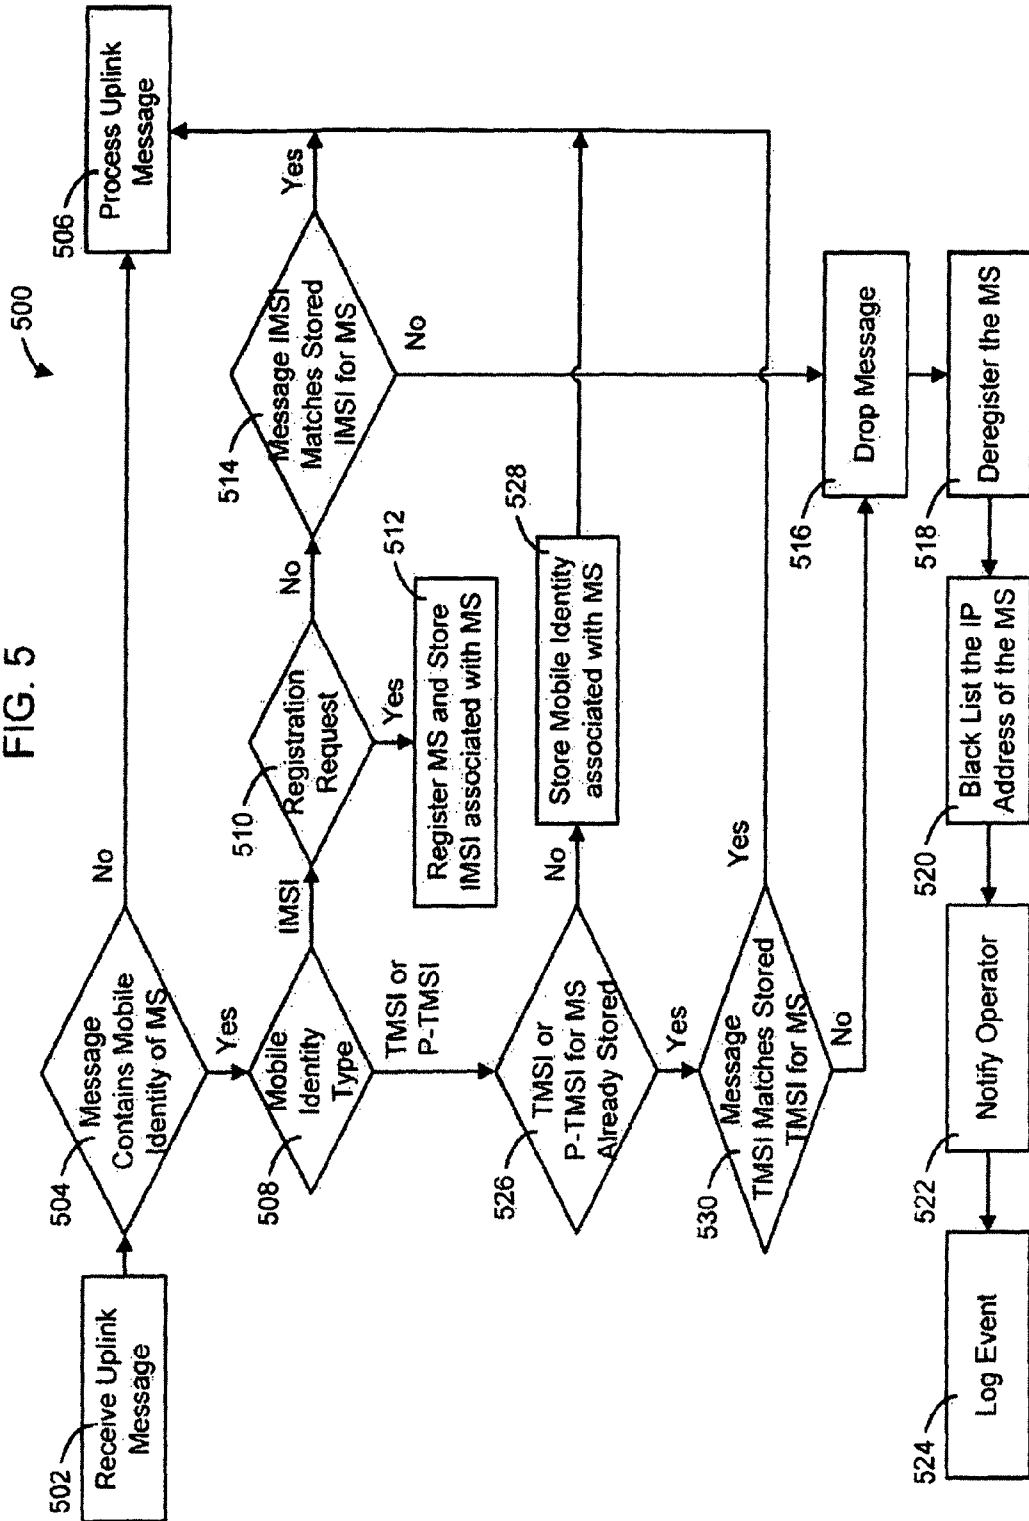 FIG. 5
500
502
Receive Uplink
Message
504
Message
Contains Mobile
Identity of MS
No
506
Process Uplink
Message
Yes
508
Mobile
Identity
Type
IMSI
510
Registration
Request
No
514
Message IMSI
Matches Stored
IMSI for MS
Yes
Yes
512
Register MS and Store
IMSI associated with MS
No
TMSI or
P-TMSI
526
TMSI or
P-TMSI for MS
Already Stored
No
528
Store Mobile Identity
associated with MS
Yes
530
Message
TMSI Matches Stored
TMSI for MS
Yes
No
516
Drop Message
518
Deregister the MS
520
Black List the IP
Address of the MS
522
Notify Operator
524
Log Event